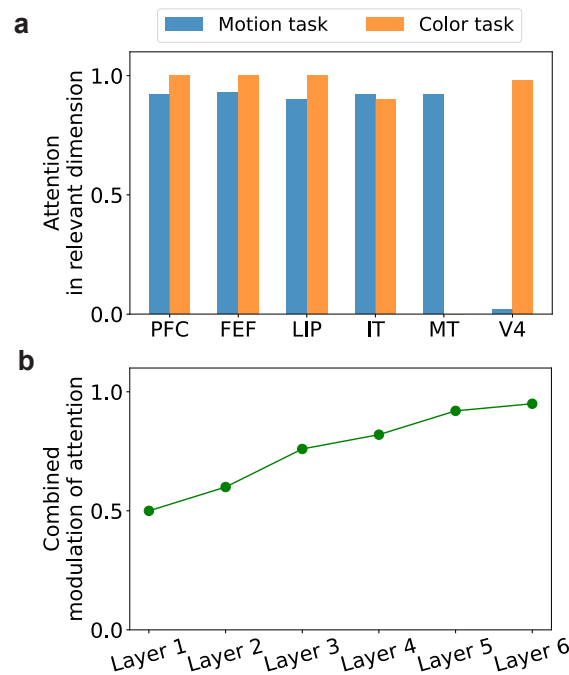 a
Motion task
Color task
Attention
in relevant dimension
1.0
0.5
0.0
PFC FEF LIP IT MT V4
b
Combined
modulation of attention
1.0
0.5
0.0
Layer 1 Layer 2 Layer 3 Layer 4 Layer 5 Layer 6